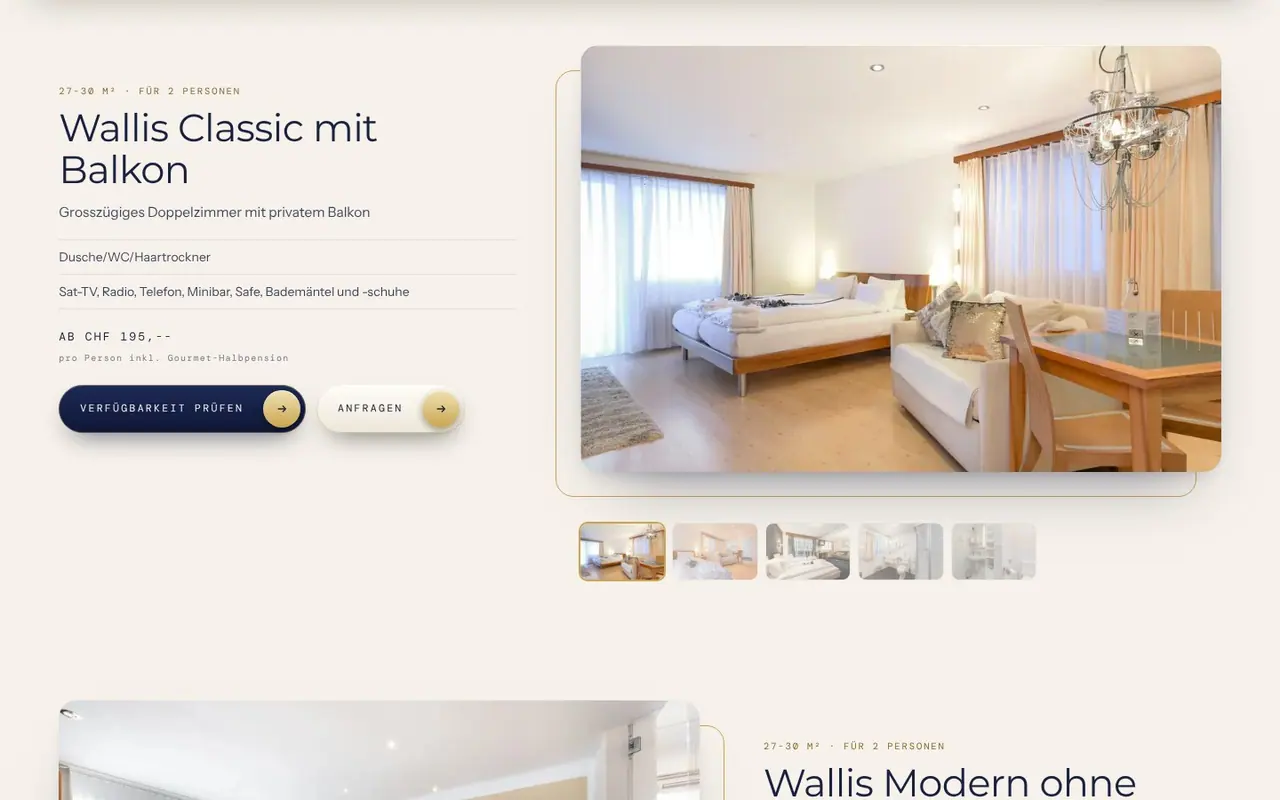 27-30 M² · FÜR 2 PERSONEN
Wallis Classic mit
Balkon
Grosszügiges Doppelzimmer mit privatem Balkon
Dusche/WC/Haartrockner
Sat-TV, Radio, Telefon, Minibar, Safe, Bademäntel und -schuhe
AB CHF 195,--
pro Person inkl. Gourmet-Halbpension
VERFÜGBARKEIT PRÜFEN
ANFRAGEN
27-30 M² · FÜR 2 PERSONEN
Wallis Modern ohne